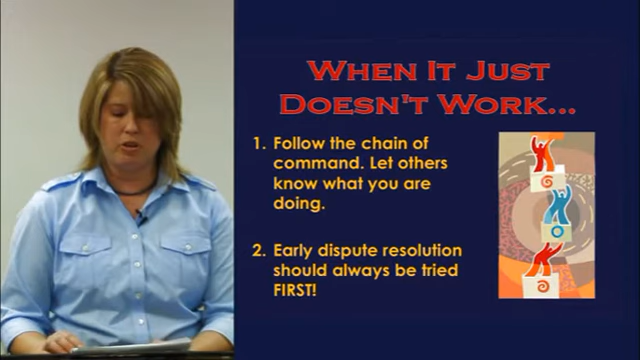 When It Just
Doesn't Work...
1. Follow the chain of
command. Let others
know what you are
doing.
2. Early dispute resolution
should always be tried
FIRST!